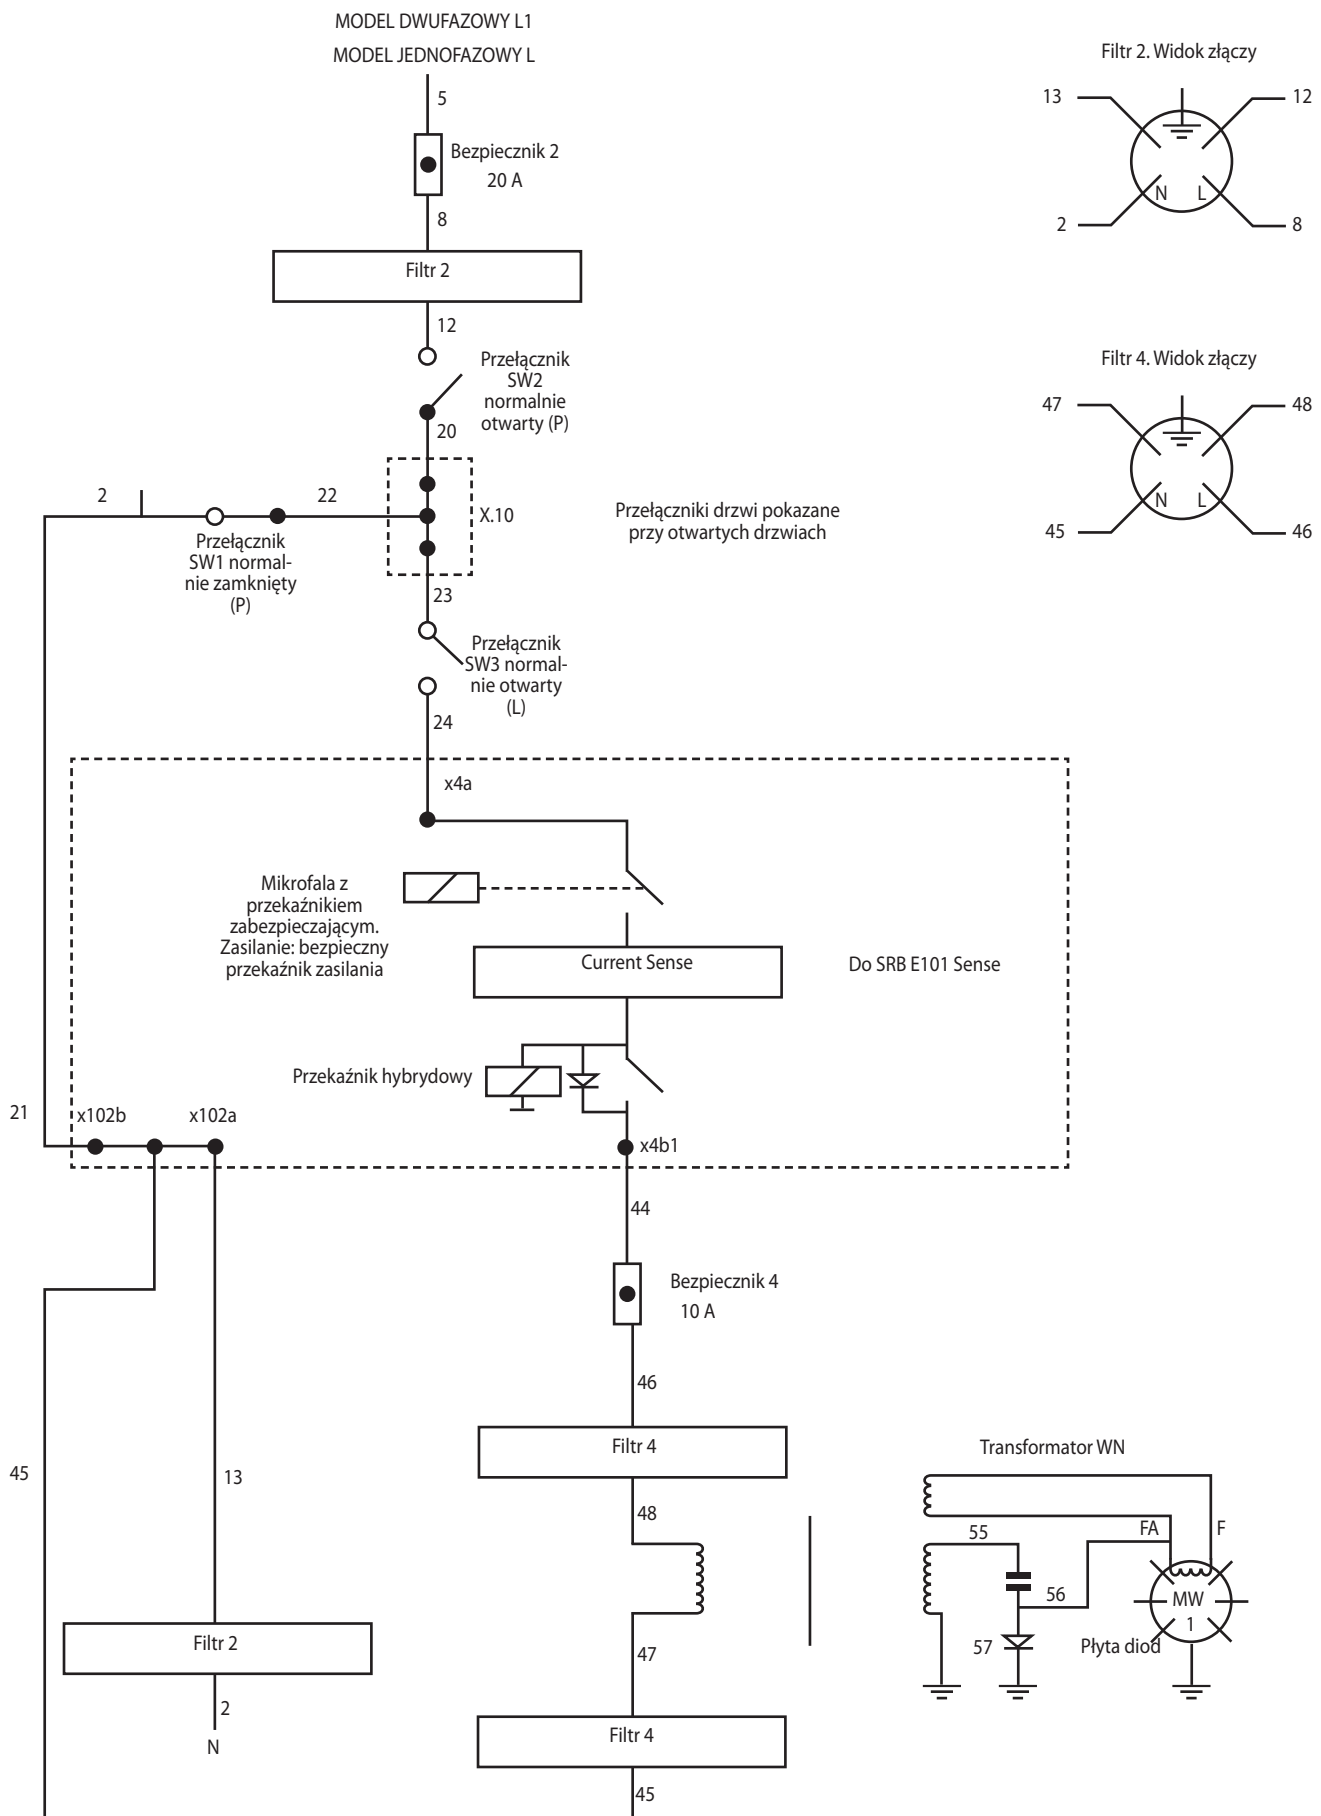 MODEL DWUFAZOWY L1
MODEL JEDNOFAZOWY L
5
Bezpiecznik 2
20 A
8
Filtr 2
12
Przełącznik
SW2
normalnie
otwarty (P)
20
2
22
X.10
Przełącznik
SW1 normal-
nie zamknięty
(P)
23
Przełącznik
SW3 normal-
nie otwarty
(L)
24
Przełączniki drzwi pokazane
przy otwartych drzwiach
Filtr 2. Widok złączy
13
12
N
L
2
8
Filtr 4. Widok złączy
47
48
N
L
45
46
x4a
Mikrofala z
przekaźnikiem
zabezpieczającym.
Zasilanie: bezpieczny
przekaźnik zasilania
Current Sense
Do SRB E101 Sense
Przekaźnik hybrydowy
21
x102b
x102a
x4b1
44
Bezpiecznik 4
10 A
46
Filtr 4
48
47
Filtr 4
45
45
13
Filtr 2
2
N
Transformator WN
55
FA
F
56
MW
1
57
Płyta diod